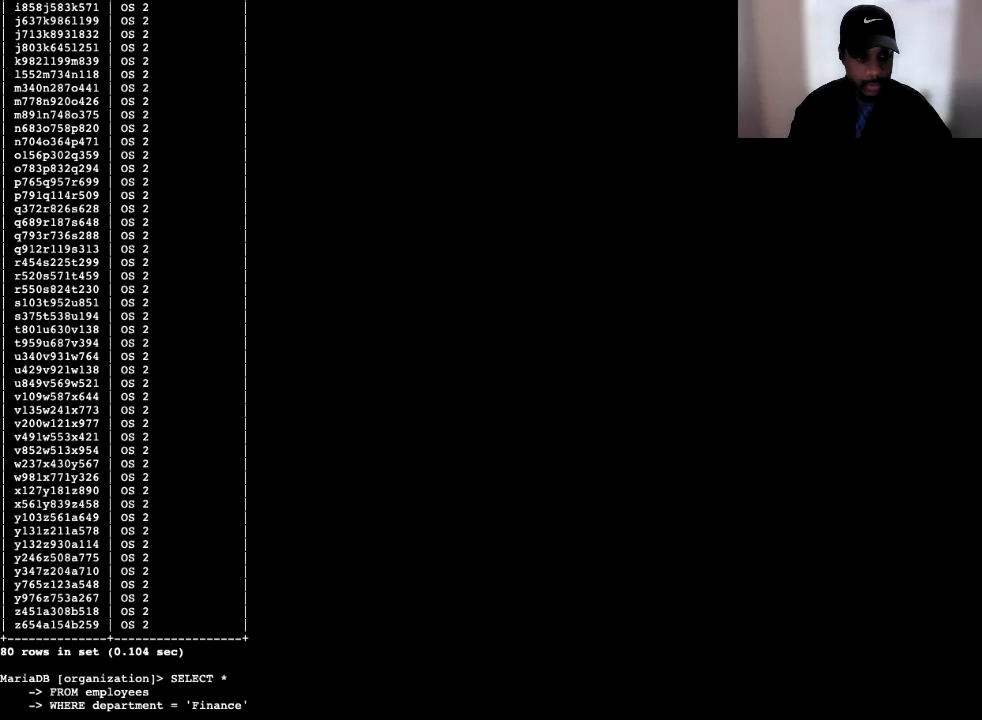 | i858j583k571 | OS 2 |
| j637k986l199 | OS 2 |
| j713k893l832 | OS 2 |
| j803k645l251 | OS 2 |
| k982l199m839 | OS 2 |
| l552m734n118 | OS 2 |
| m340n287o441 | OS 2 |
| m778n920o426 | OS 2 |
| m891n748o375 | OS 2 |
| n683o758p820 | OS 2 |
| n704o364p471 | OS 2 |
| o156p302q359 | OS 2 |
| o783p832q294 | OS 2 |
| p765q957r699 | OS 2 |
| p791q114r509 | OS 2 |
| q372r826s628 | OS 2 |
| q689r187s648 | OS 2 |
| q793r736s288 | OS 2 |
| q912r119s313 | OS 2 |
| r454s225t299 | OS 2 |
| r520s571t459 | OS 2 |
| r550s824t230 | OS 2 |
| s103t952u851 | OS 2 |
| s375t538u194 | OS 2 |
| t801u630v138 | OS 2 |
| t959u687v394 | OS 2 |
| u340v931w764 | OS 2 |
| u429v921w138 | OS 2 |
| u849v569w521 | OS 2 |
| v109w587x644 | OS 2 |
| v135w241x773 | OS 2 |
| v200w121x977 | OS 2 |
| v491w553x421 | OS 2 |
| v852w513x954 | OS 2 |
| w237x430y567 | OS 2 |
| w981x771y326 | OS 2 |
| x127y181z890 | OS 2 |
| x561y839z458 | OS 2 |
| y103z561a649 | OS 2 |
| y131z211a578 | OS 2 |
| y132z930a114 | OS 2 |
| y246z508a775 | OS 2 |
| y347z204a710 | OS 2 |
| y765z123a548 | OS 2 |
| y976z753a267 | OS 2 |
| z451a308b518 | OS 2 |
| z654a154b259 | OS 2 |
+--------------+------------------+
80 rows in set (0.104 sec)
MariaDB [organization]> SELECT *
-> FROM employees
-> WHERE department = 'Finance'